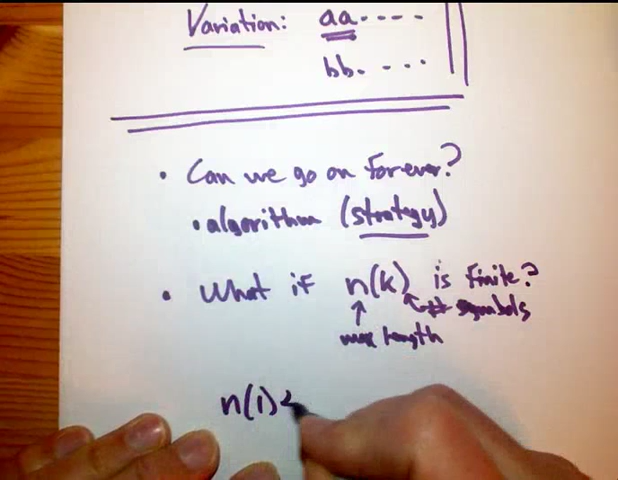 Variation: aa....
bb....
• Can we go on forever?
• algorithm (strategy)
• What if n(k) is finite?
# symbols
max length
n(1)